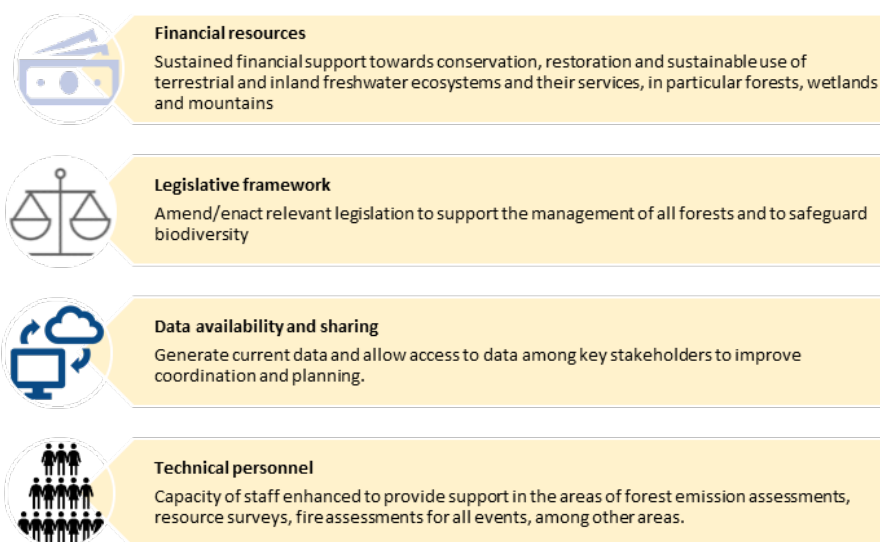 Financial resources
Sustained financial support towards conservation, restoration and sustainable use of
terrestrial and inland freshwater ecosystems and their services, in particular forests, wetlands
and mountains
Legislative framework
Amend/enact relevant legislation to support the management of all forests and to safeguard
biodiversity
Data availability and sharing
Generate current data and allow access to data among key stakeholders to improve
coordination and planning.
Technical personnel
Capacity of staff enhanced to provide support in the areas of forest emission assessments,
resource surveys, fire assessments for all events, among other areas.